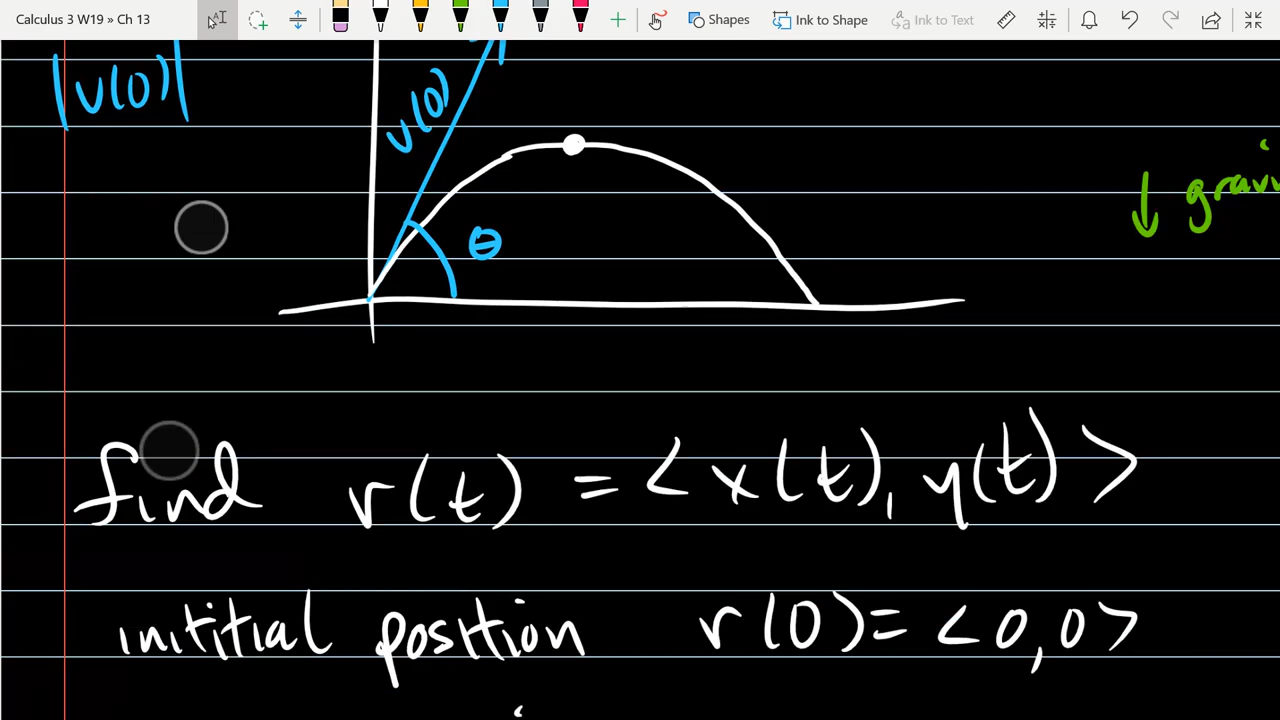 Calculus 3 W19 » Ch 13
Shapes
Ink to Shape
Ink to Text
|v(0)|
v(0)
θ
find r(t) = <x(t), y(t)>
initital position r(0) = <0,0>